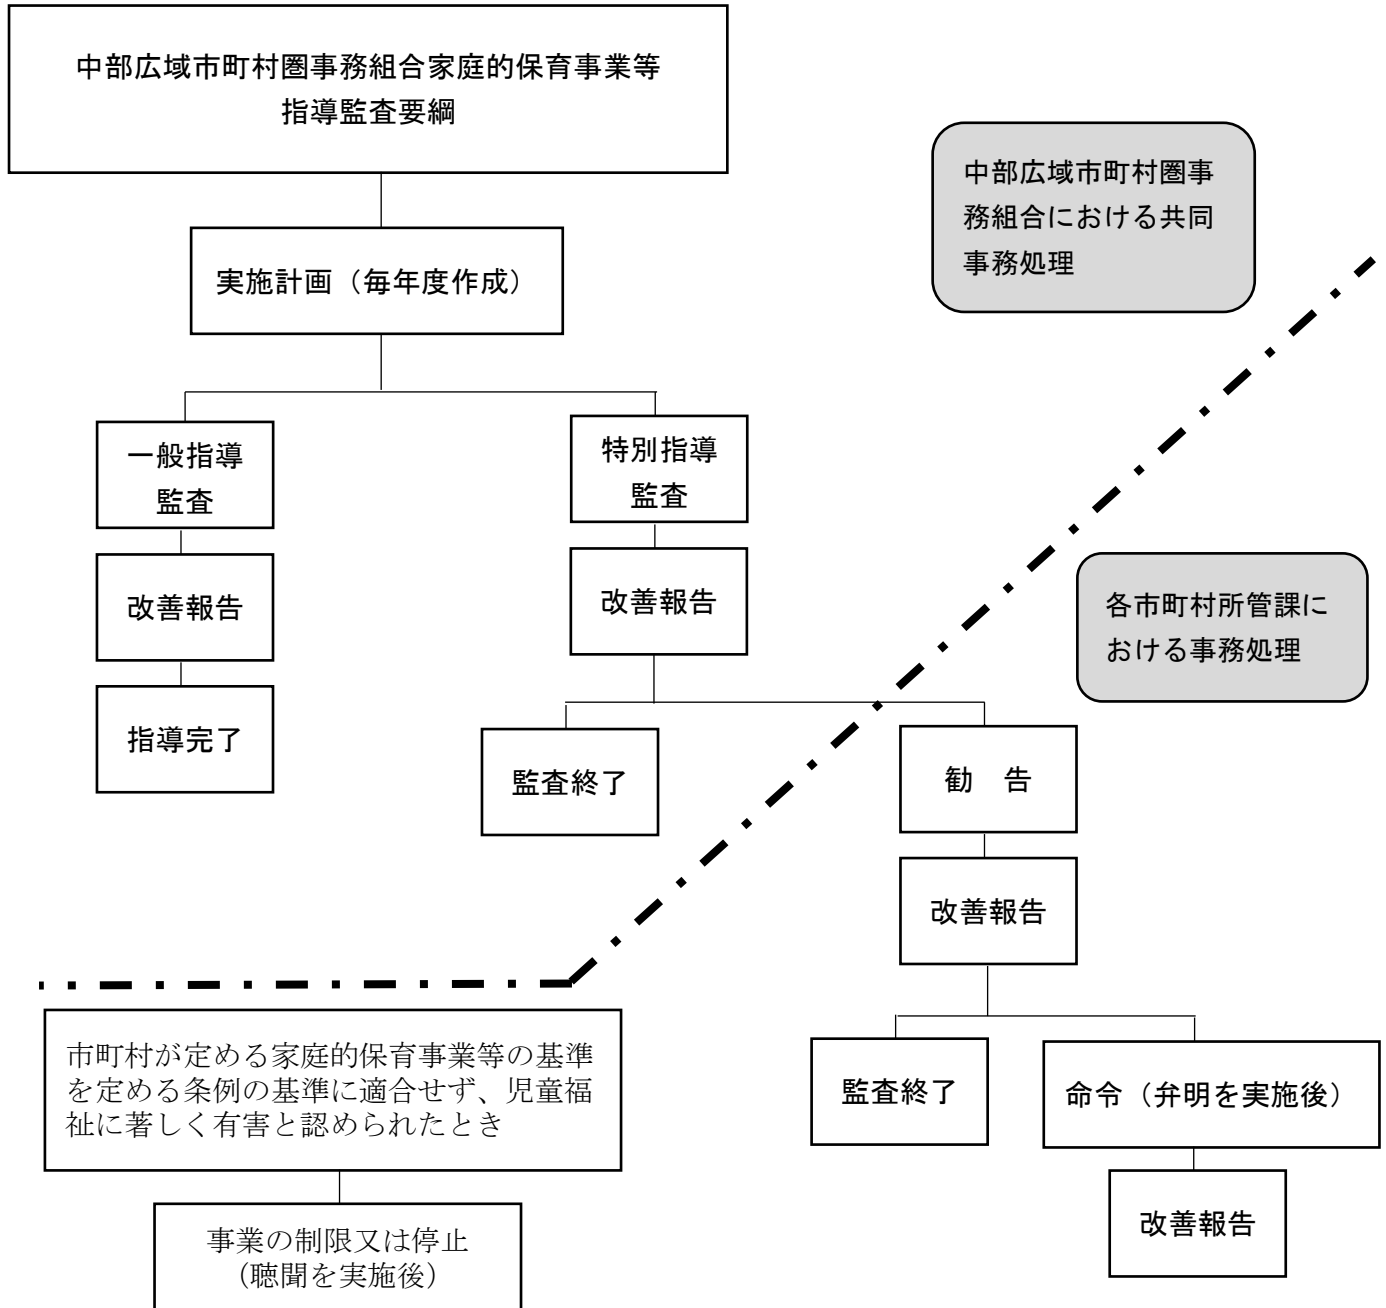 中部広域市町村圏事務組合家庭的保育事業等
指導監査要綱
中部広域市町村圏事
務組合における共同
事務処理
実施計画（毎年度作成）
一般指導
監査
特別指導
監査
改善報告
改善報告
各市町村所管課に
おける事務処理
指導完了
監査終了
勧　告
改善報告
市町村が定める家庭的保育事業等の基準
を定める条例の基準に適合せず、児童福
祉に著しく有害と認められたとき
監査終了
命令（弁明を実施後）
事業の制限又は停止
（聴聞を実施後）
改善報告